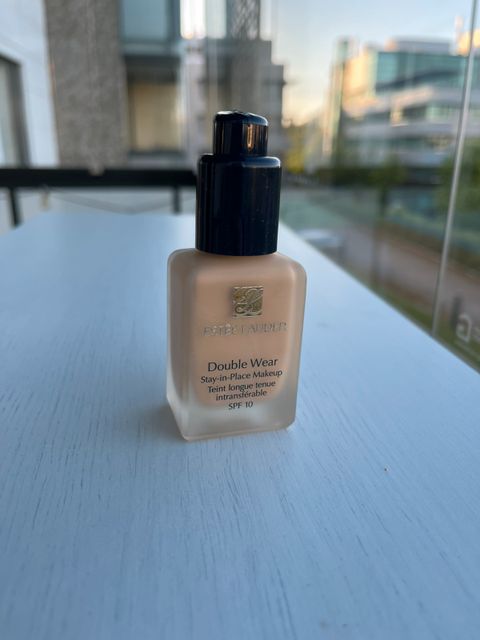 ESTĒE LAUDER
Double Wear
Stay-in-Place Makeup
Teint longue tenue
intransférable
SPF 10